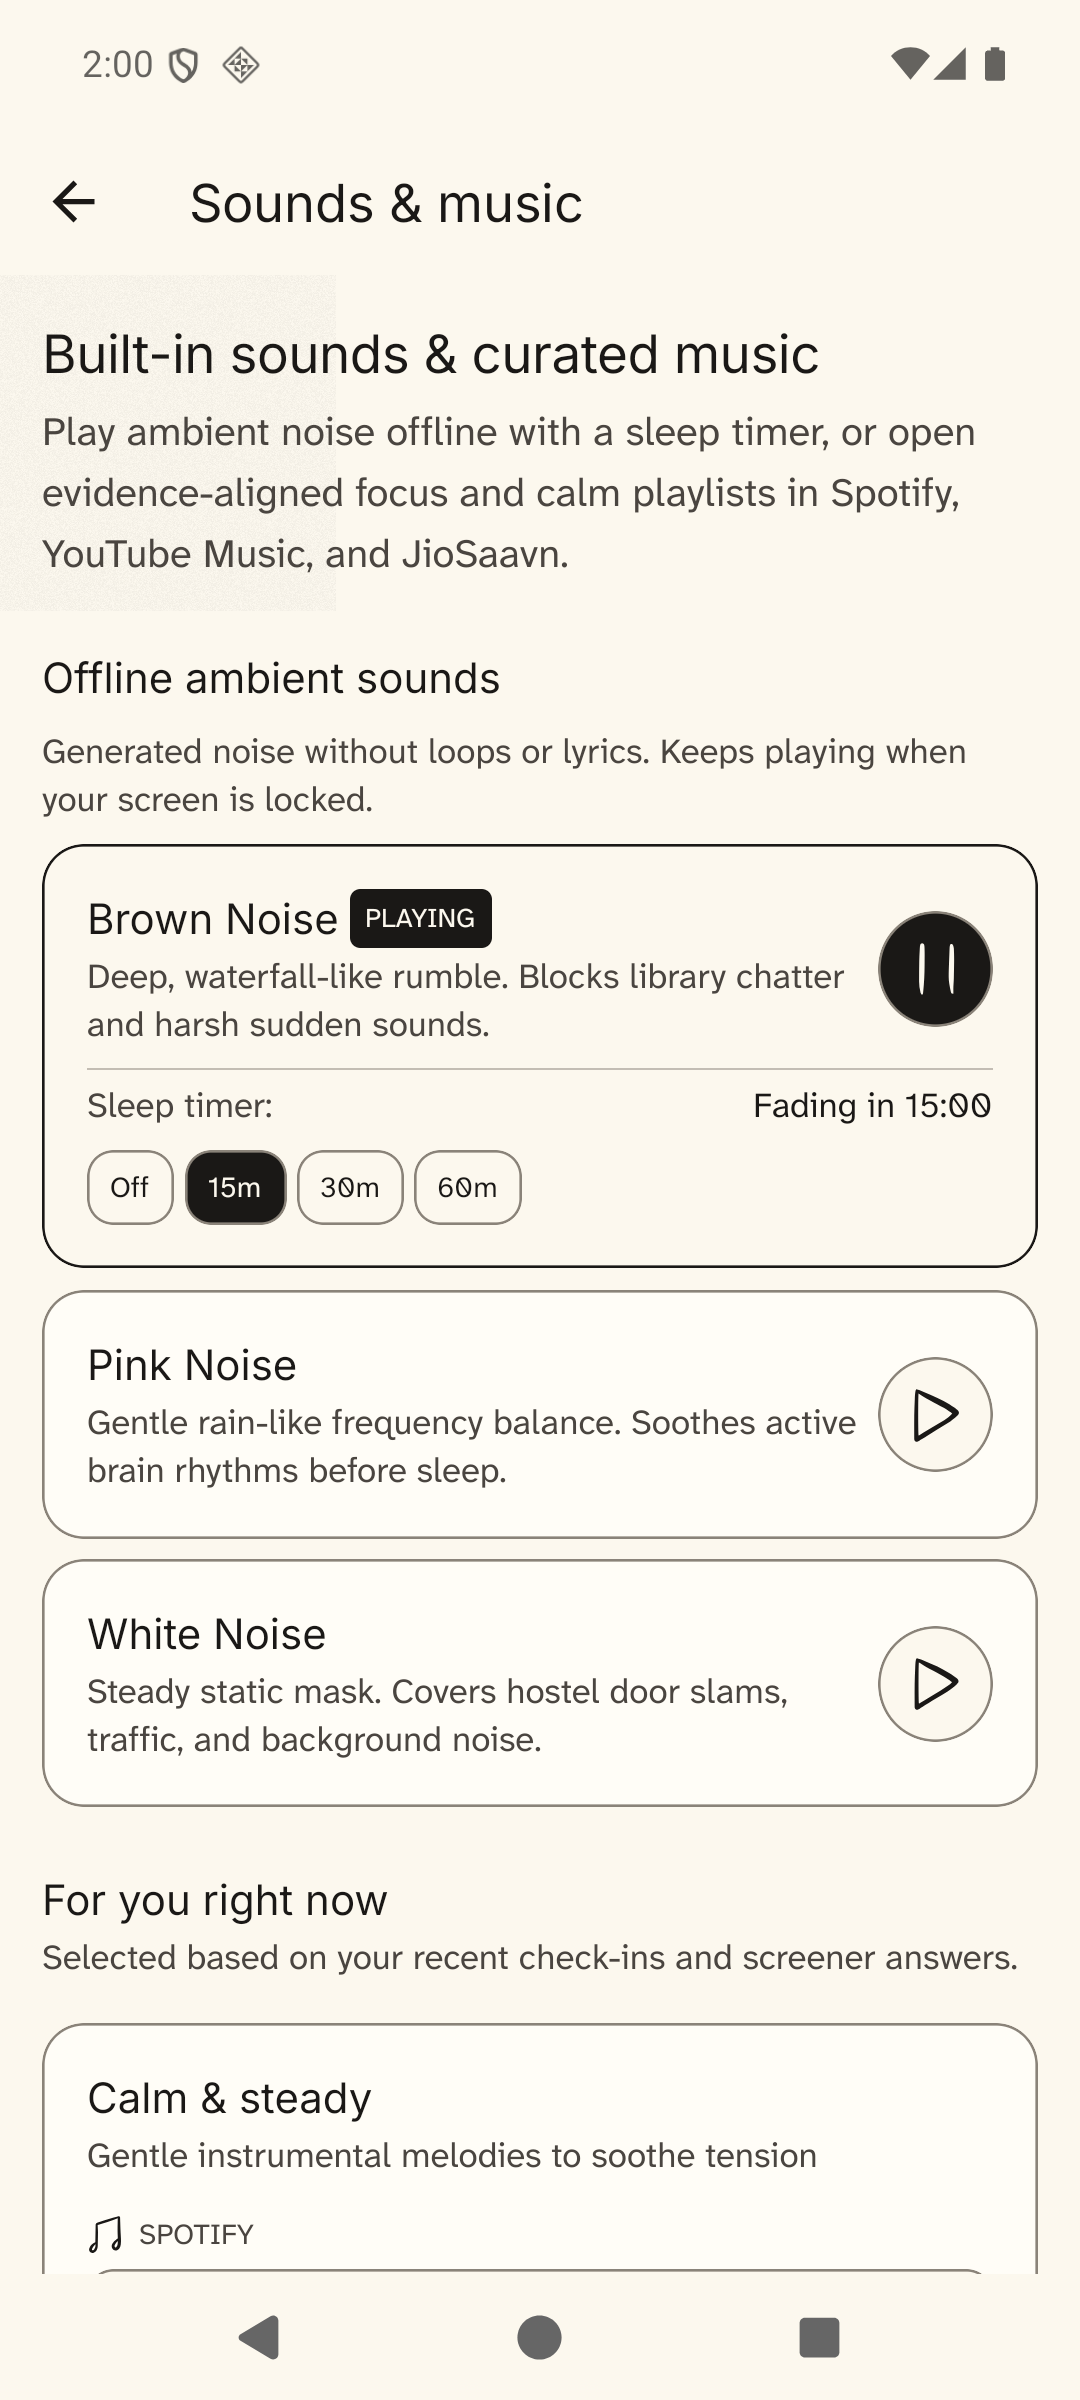 2:00
Sounds & music
Built-in sounds & curated music
Play ambient noise offline with a sleep timer, or open
evidence-aligned focus and calm playlists in Spotify,
YouTube Music, and JioSaavn.
Offline ambient sounds
Generated noise without loops or lyrics. Keeps playing when
your screen is locked.
Brown Noise PLAYING
Deep, waterfall-like rumble. Blocks library chatter
and harsh sudden sounds.
Sleep timer: Fading in 15:00
Off 15m 30m 60m
Pink Noise
Gentle rain-like frequency balance. Soothes active
brain rhythms before sleep.
White Noise
Steady static mask. Covers hostel door slams,
traffic, and background noise.
For you right now
Selected based on your recent check-ins and screener answers.
Calm & steady
Gentle instrumental melodies to soothe tension
SPOTIFY